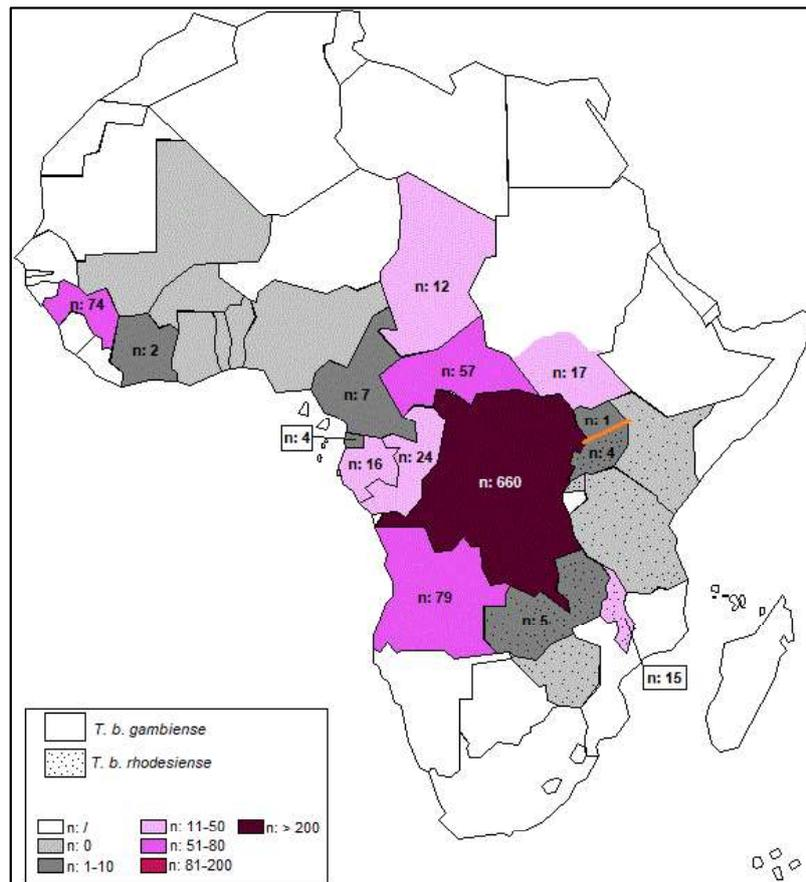 n: 74
n: 2
n: 12
n: 57
n: 17
n: 7
n: 1
n: 4
n: 4
n: 16
n: 24
n: 660
n: 79
n: 5
n: 15
T. b. gambiense
T. b. rhodesiense
n: /
n: 0
n: 1-10
n: 11-50
n: 51-80
n: 81-200
n: > 200